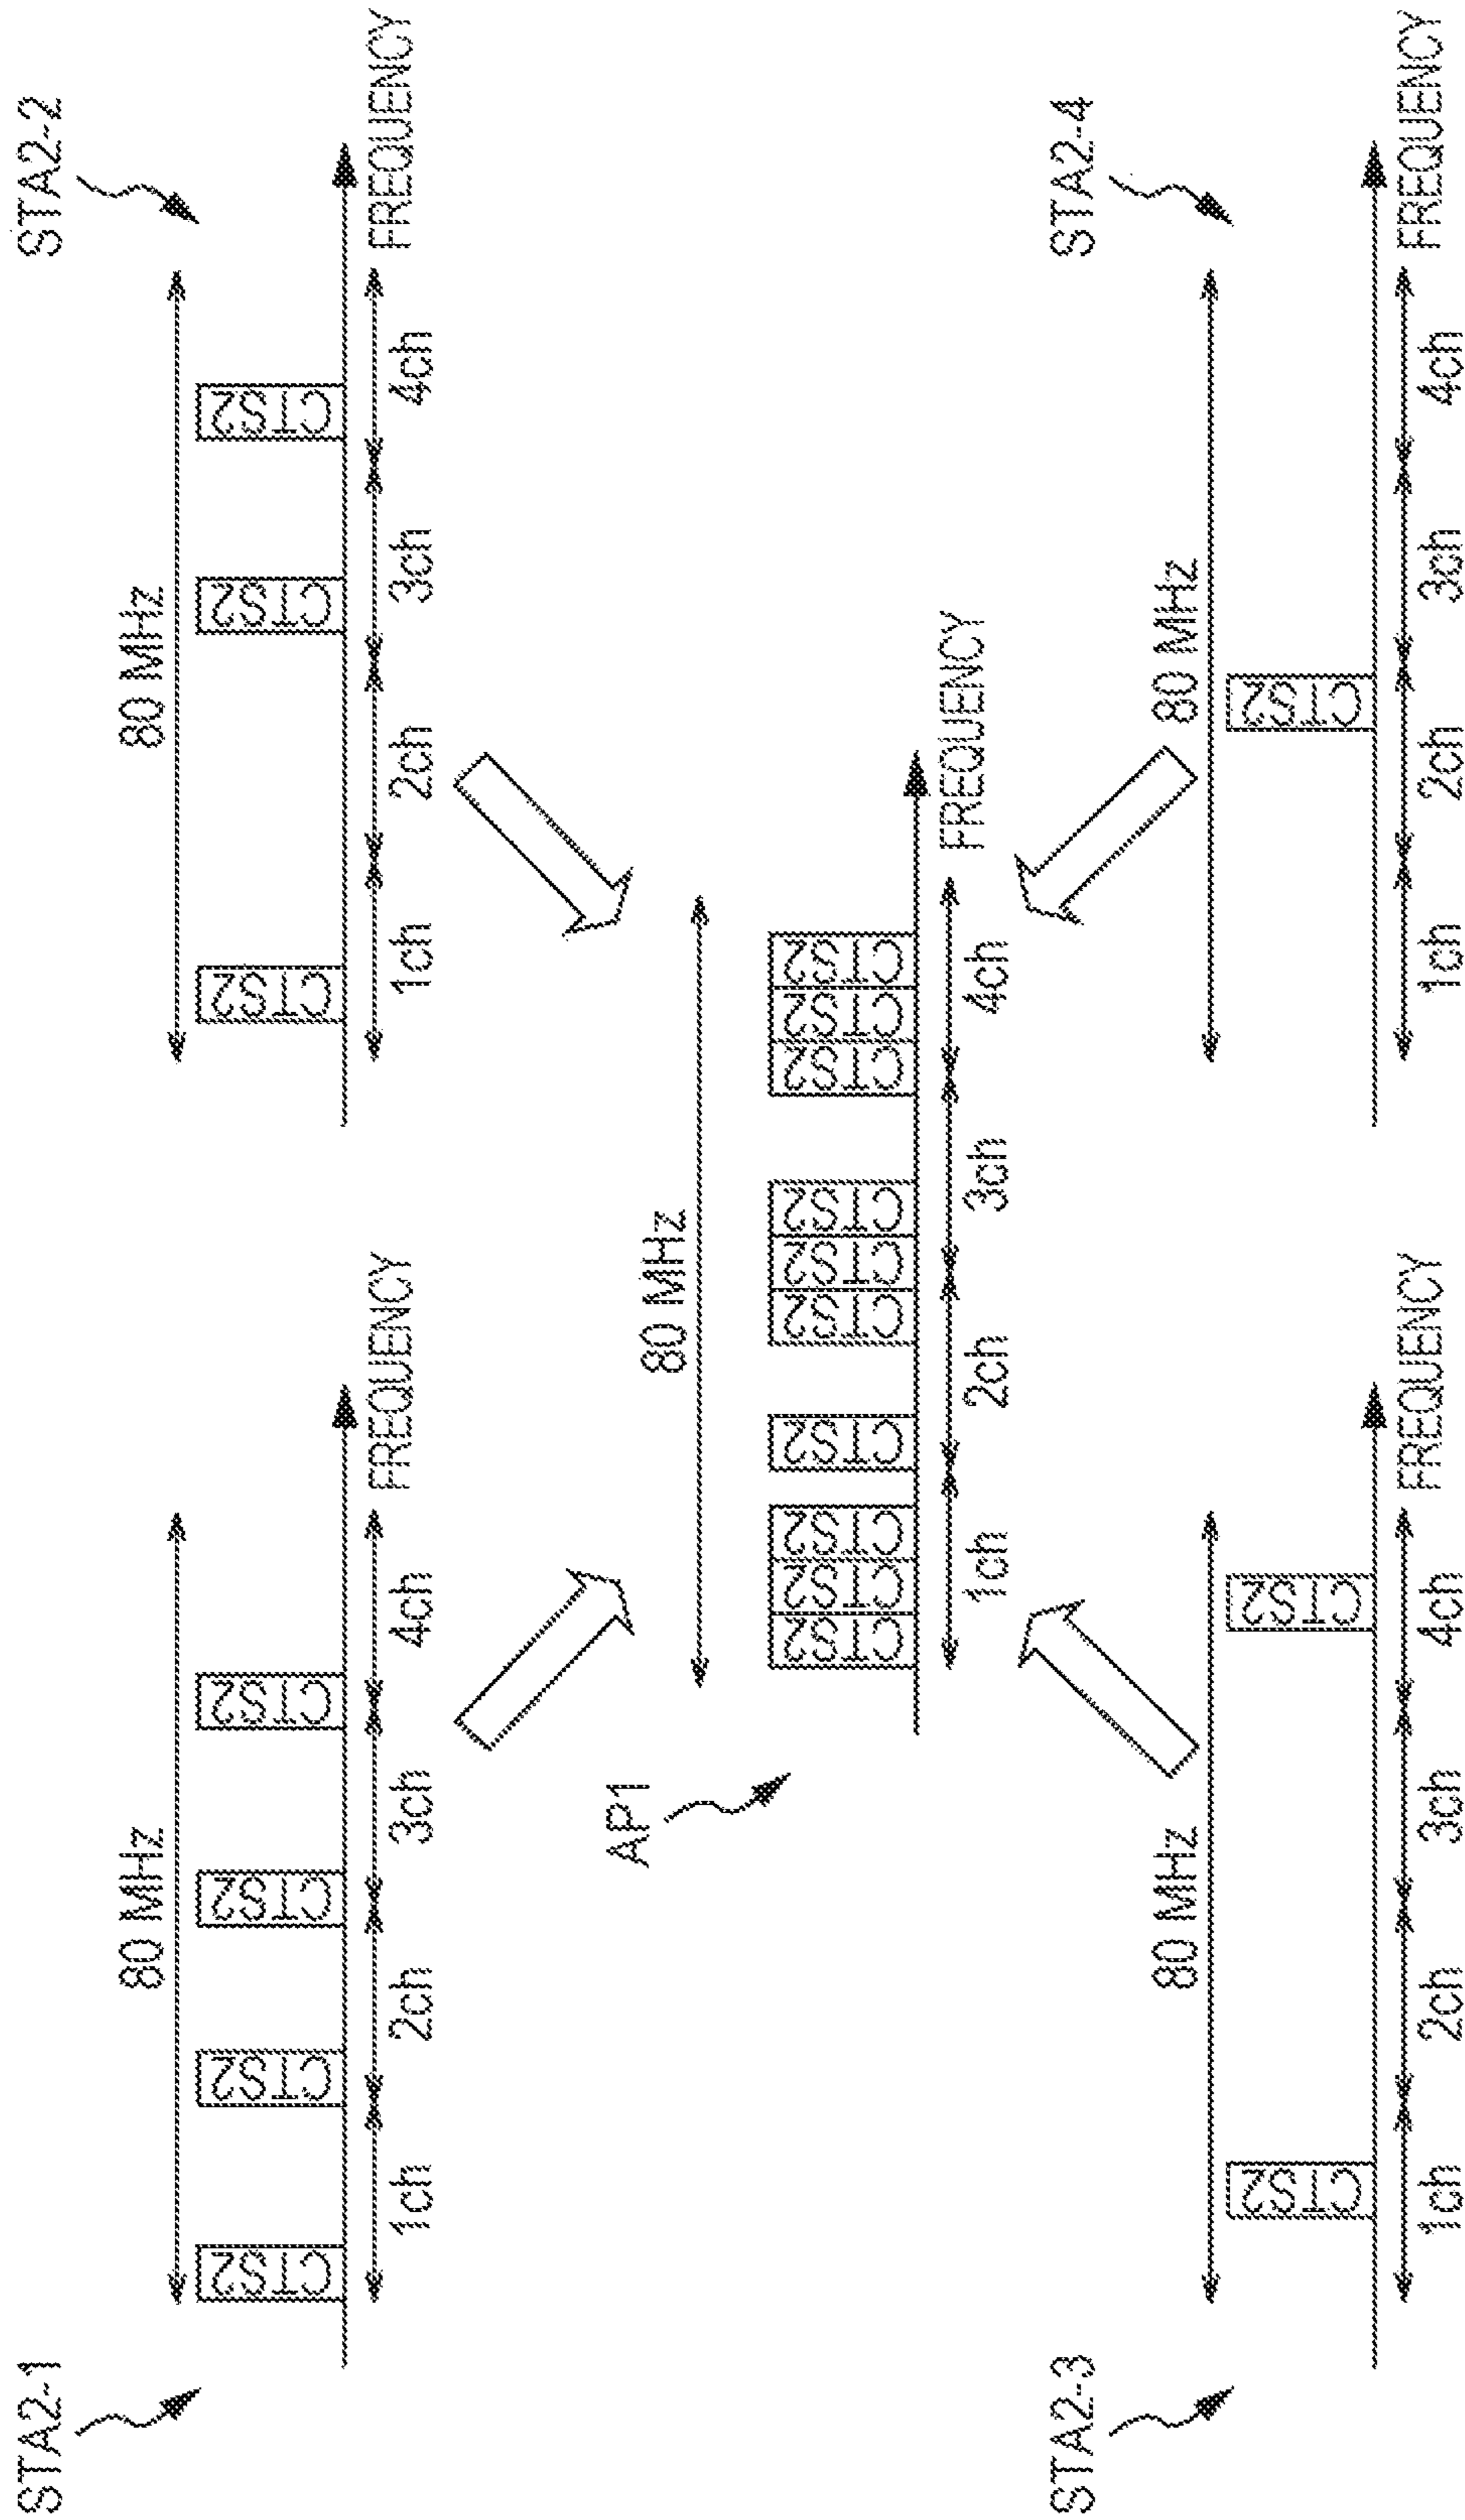 STA2-1
80 MHz
CTS2
CTS2
CTS2
CTS2
FREQUENCY
1ch
2ch
3ch
4ch
STA2-2
80 MHz
CTS2
CTS2
CTS2
FREQUENCY
1ch
2ch
3ch
4ch
AP1
80 MHz
CTS2
CTS2
CTS2
CTS2
CTS2
CTS2
CTS2
CTS2
CTS2
CTS2
FREQUENCY
1ch
2ch
3ch
4ch
STA2-3
80 MHz
CTS2
CTS2
FREQUENCY
1ch
2ch
3ch
4ch
STA2-4
80 MHz
CTS2
FREQUENCY
1ch
2ch
3ch
4ch